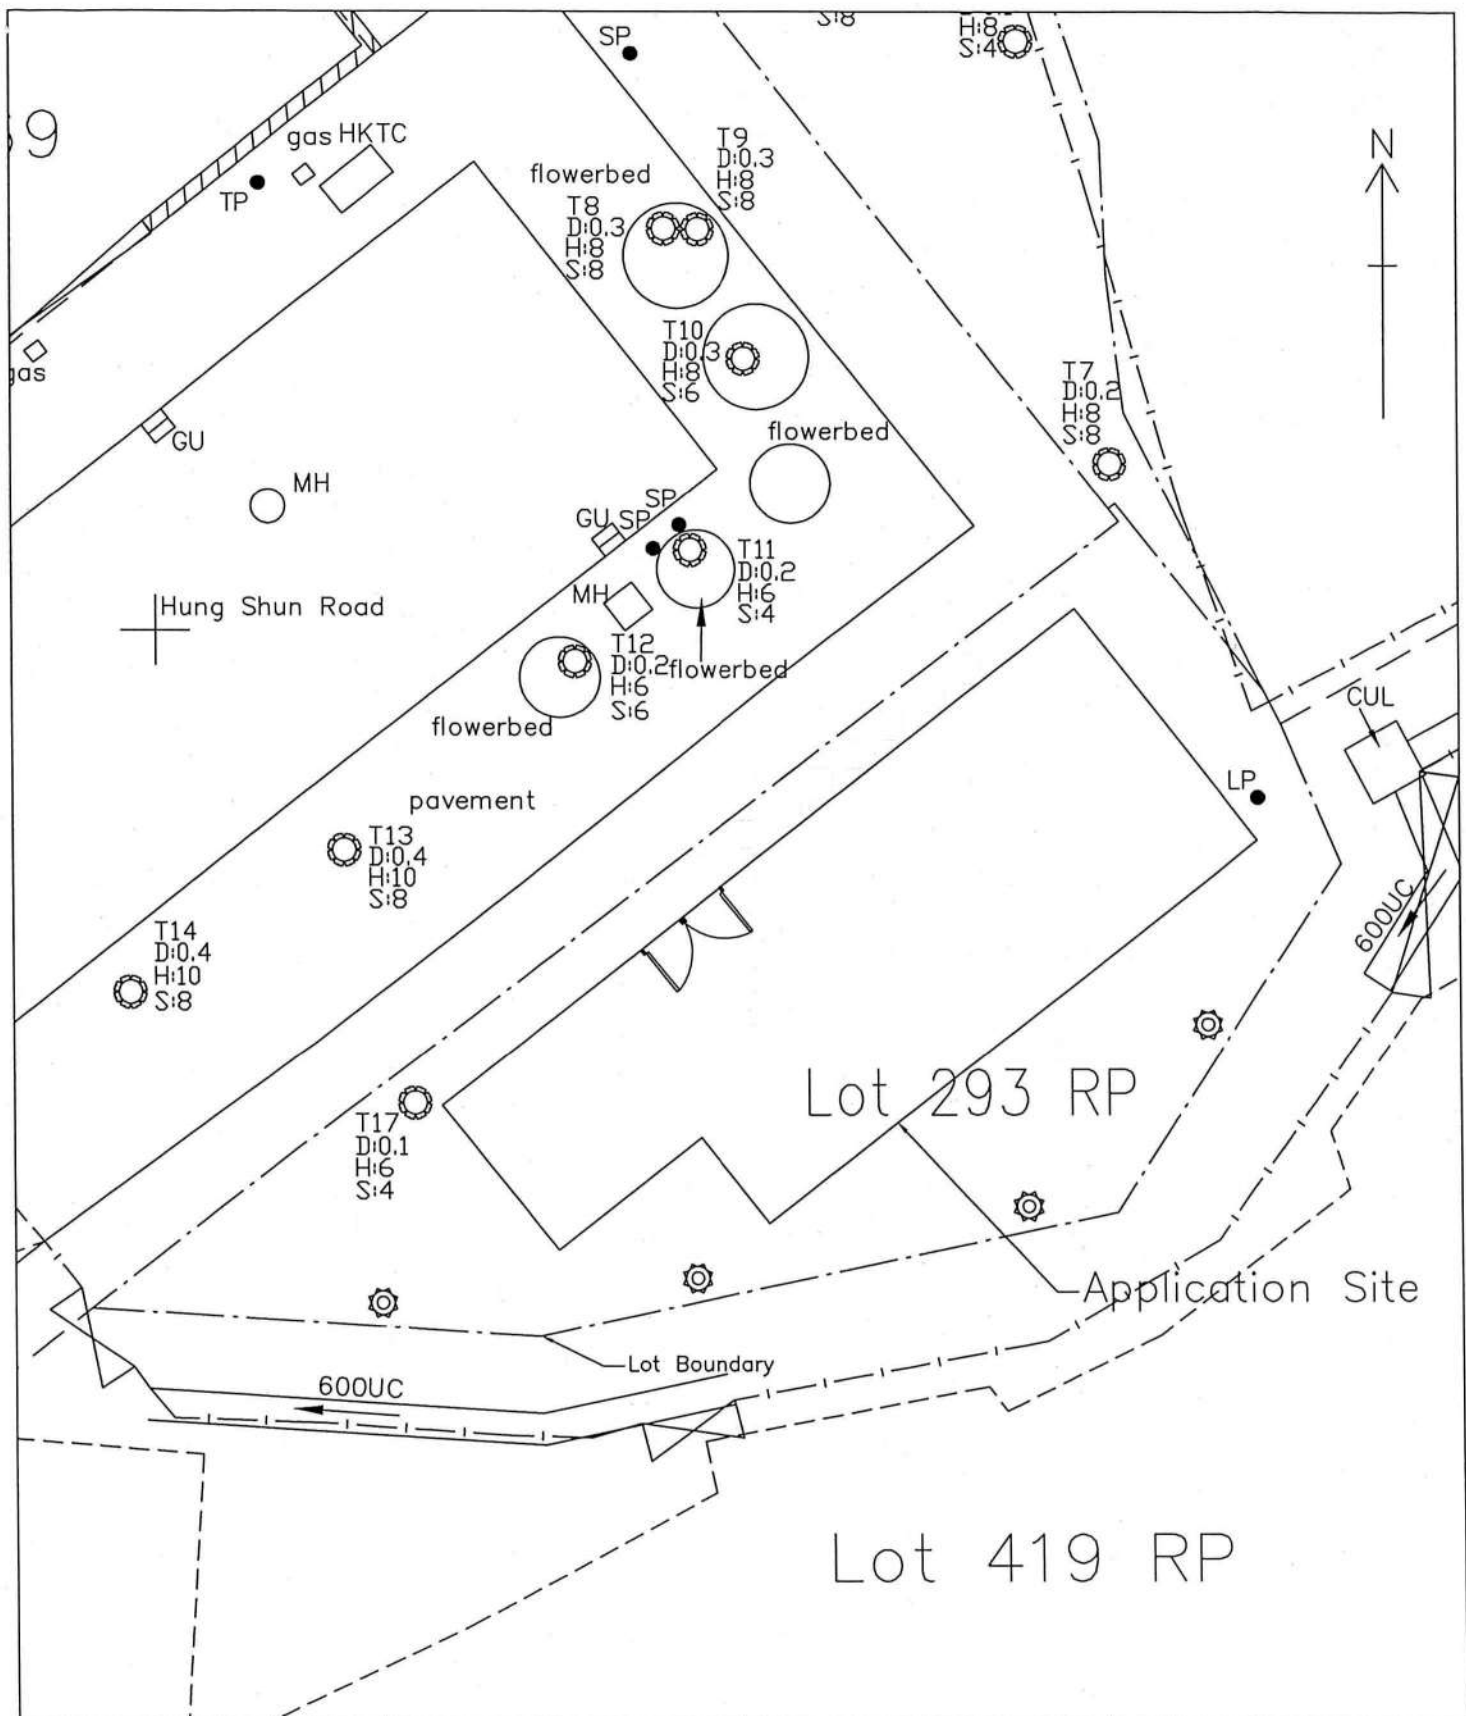 S:8
H:8
S:4
SP
9
gas HKTC
TP
N
T9
D:0.3
H:8
S:8
flowerbed
T8
D:0.3
H:8
S:8
T10
D:0.3
H:8
S:6
gas
T7
D:0.2
H:8
S:8
GU
flowerbed
MH
SP
GU SP
T11
D:0.2
H:6
S:4
MH
Hung Shun Road
T12
D:0.2
H:6
S:6
flowerbed
flowerbed
CUL
LP
pavement
T13
D:0.4
H:10
S:8
600UC
T14
D:0.4
H:10
S:8
Lot 293 RP
T17
D:0.1
H:6
S:4
Application Site
Lot Boundary
600UC
Lot 419 RP